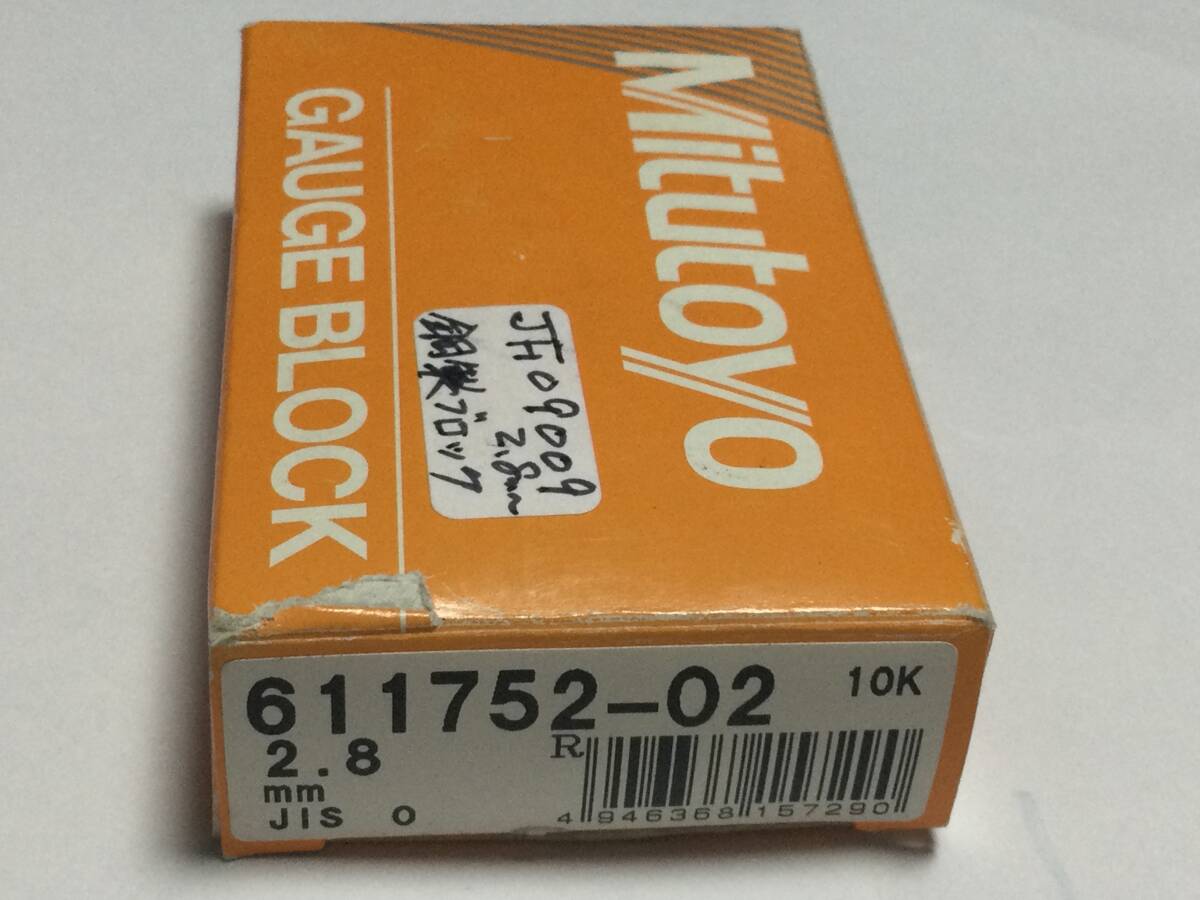 Mitutoyo
GAUGE BLOCK
JH09009
2.8mm
鋼製ブロック
611752-02
10K
2.8
mm
JIS 0
R
4 946368 157290